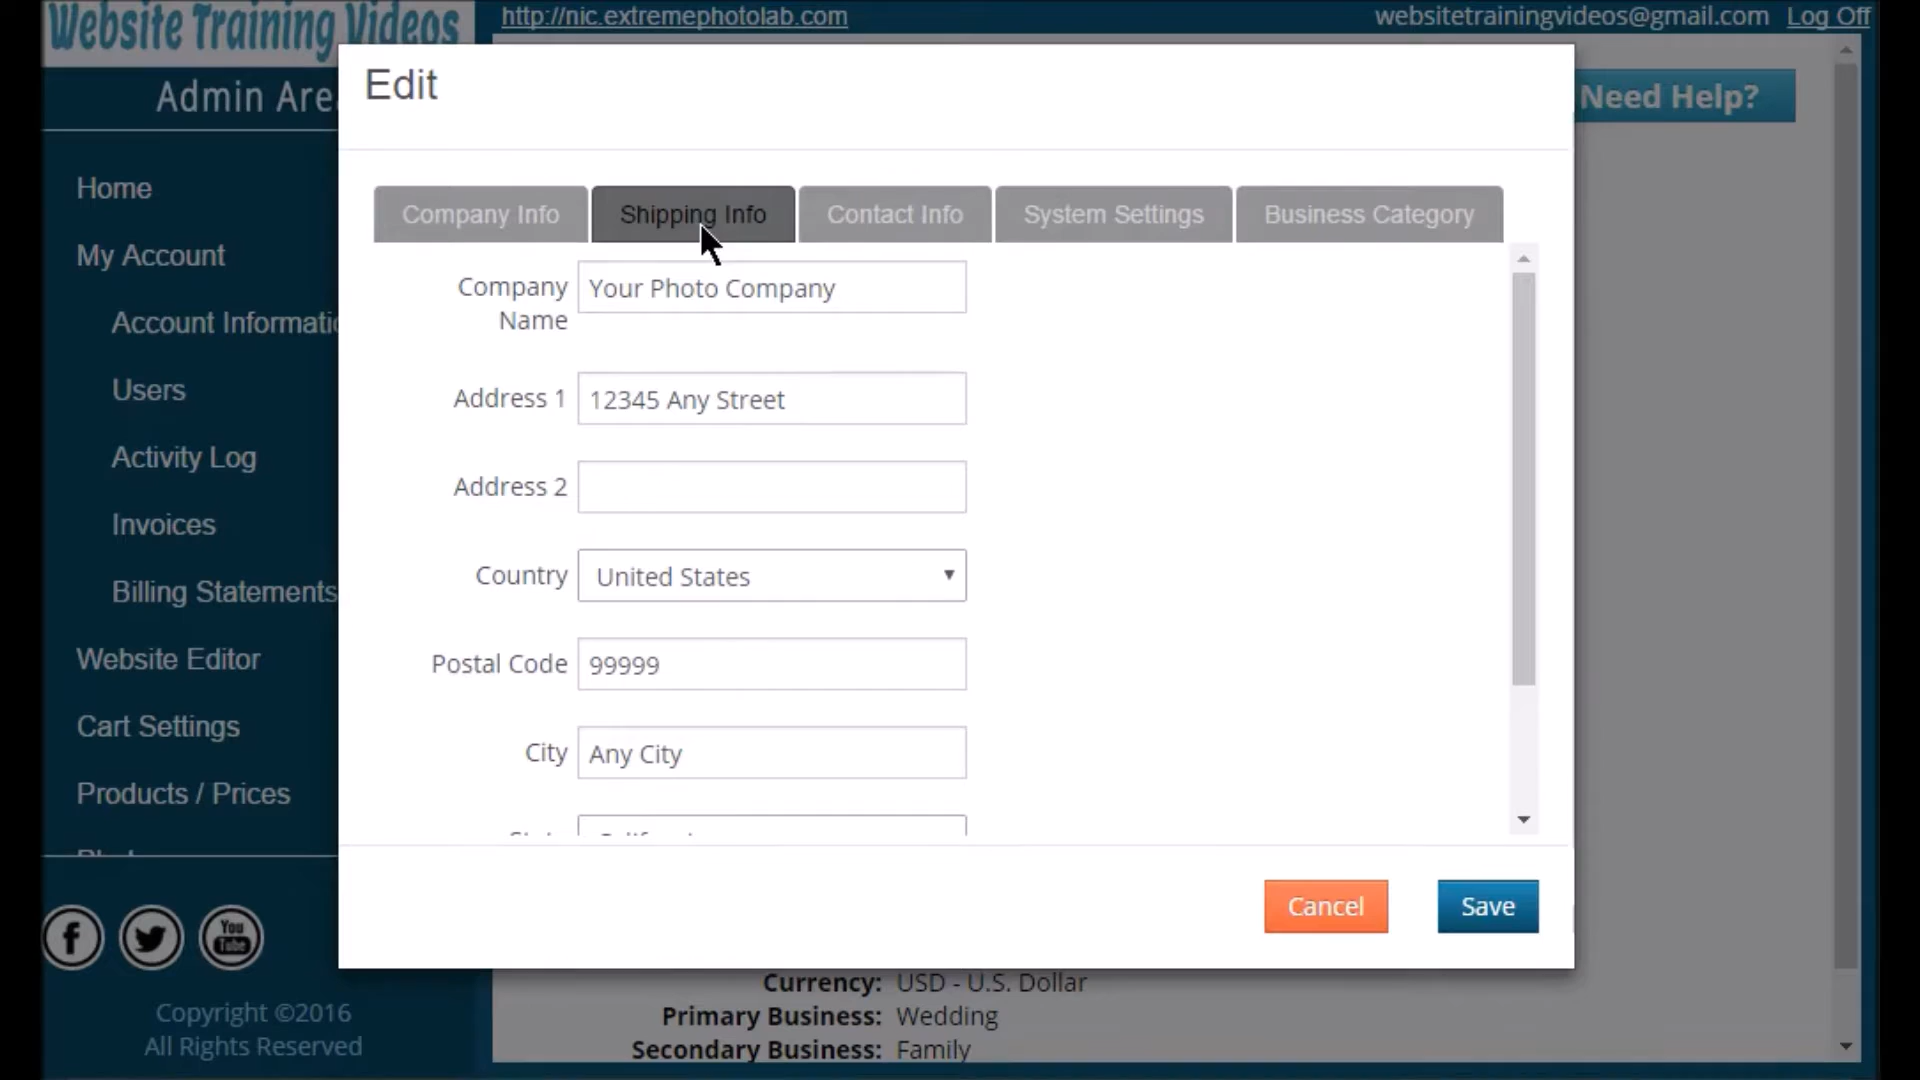 Website Training Videos
http://nic.extremephotolab.com
websitetrainingvideos@gmail.com Log Off
Admin Area
Need Help?
Edit
Home
My Account
Account Informatio
Users
Activity Log
Invoices
Billing Statements
Website Editor
Cart Settings
Products / Prices
Company Info
Shipping Info
Contact Info
System Settings
Business Category
Company
Name
Your Photo Company
Address 1
12345 Any Street
Address 2
Country
United States
Postal Code
99999
City
Any City
Cancel
Save
You
Tube
Copyright ©2016
All Rights Reserved
Currency: USD - U.S. Dollar
Primary Business: Wedding
Secondary Business: Family